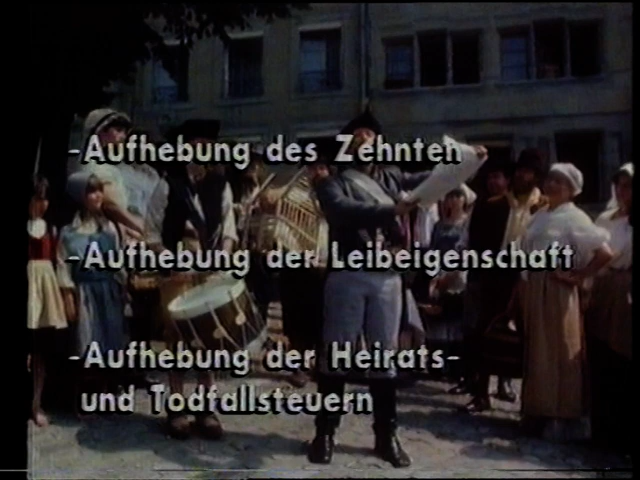 -Aufhebung des Zehnten
-Aufhebung der Leibeigenschaft
-Aufhebung der Heirats-
und Todfallsteuern